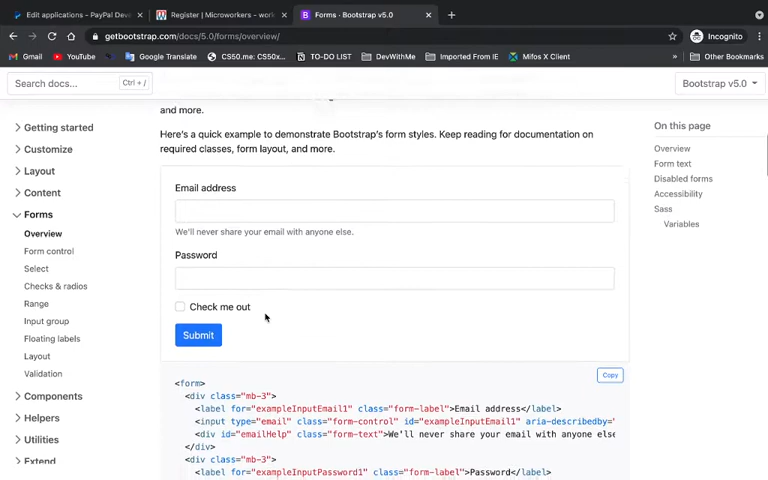 Edit applications – PayPal Dev
Register | Microworkers - work
Forms · Bootstrap v5.0
getbootstrap.com/docs/5.0/forms/overview/
Incognito
Gmail
YouTube
Maps
Google Translate
CS50.me: CS50x...
TO-DO LIST
DevWithMe
Imported From IE
Mifos X Client
»
Other Bookmarks
Search docs...
Ctrl + /
Bootstrap v5.0
Getting started
Customize
Layout
Content
Forms
Overview
Form control
Select
Checks & radios
Range
Input group
Floating labels
Layout
Validation
Components
Helpers
Utilities
Extend
and more.
Here's a quick example to demonstrate Bootstrap's form styles. Keep reading for documentation on
required classes, form layout, and more.
Email address
We'll never share your email with anyone else.
Password
Check me out
Submit
Copy
<form>
<div class="mb-3">
<label for="exampleInputEmail1" class="form-label">Email address</label>
<input type="email" class="form-control" id="exampleInputEmail1" aria-describedby="
<div id="emailHelp" class="form-text">We'll never share your email with anyone else
</div>
<div class="mb-3">
<label for="exampleInputPassword1" class="form-label">Password</label>
On this page
Overview
Form text
Disabled forms
Accessibility
Sass
Variables